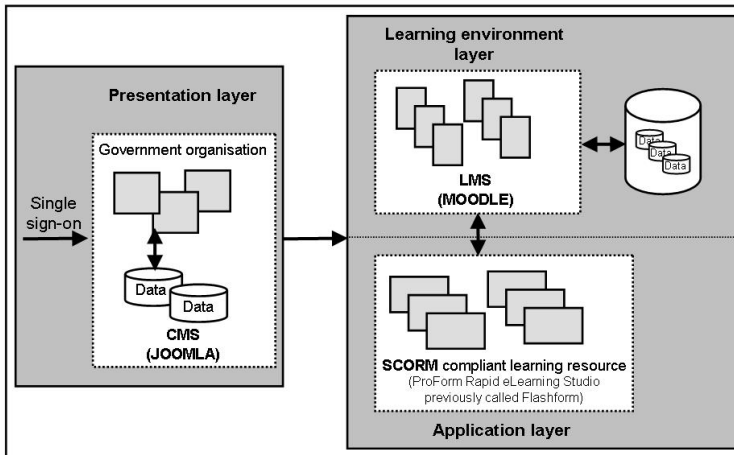 Presentation layer
Government organisation
Single
sign-on
Data
Data
CMS
(JOOMLA)
Learning environment
layer
LMS
(MOODLE)
Data
Data
Data
SCORM compliant learning resource
(ProForm Rapid eLearning Studio
previously called Flashform)
Application layer